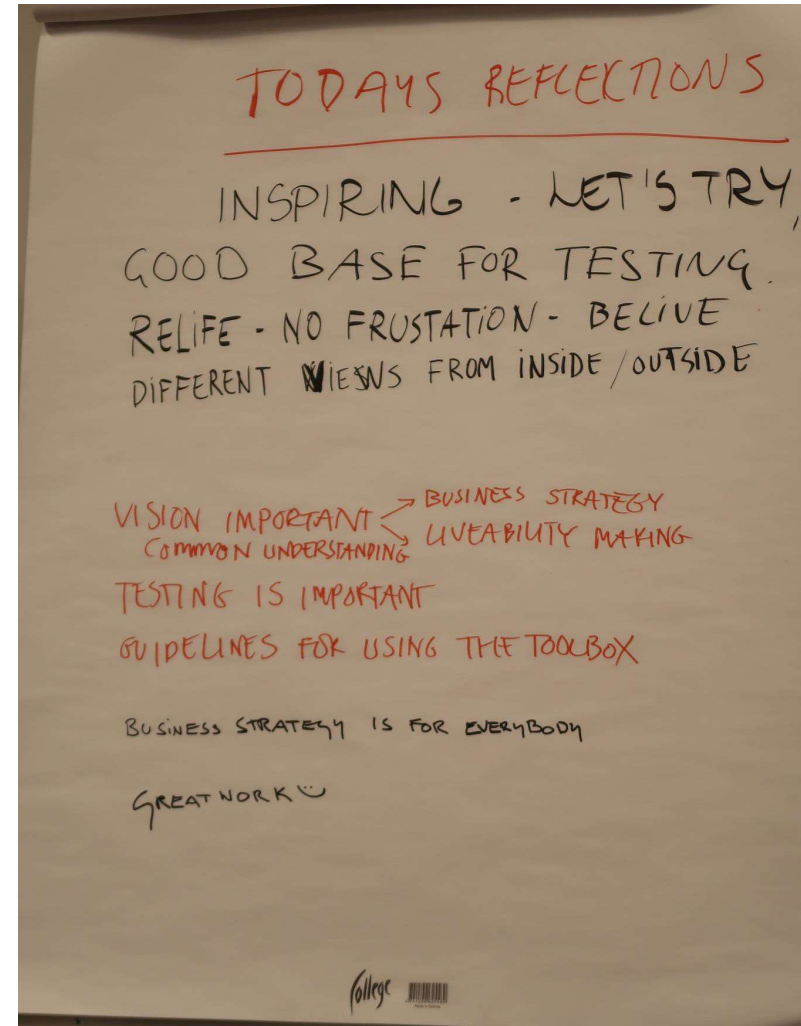 TODAYS REFLECKTIONS
INSPIRING - LET'S TRY,
GOOD BASE FOR TESTING.
RELIFE - NO FRUSTATION - BELIVE
DIFFERENT VIEWS FROM INSIDE / OUTSIDE
VISION IMPORTANT → BUSINESS STRATEGY
COMMON UNDERSTANDING → LIVEABILITY MAKING
TESTING IS IMPORTANT
GUIDELINES FOR USING THE TOOLBOX
BUSINESS STRATEGY IS FOR EVERYBODY
GREAT WORK
College